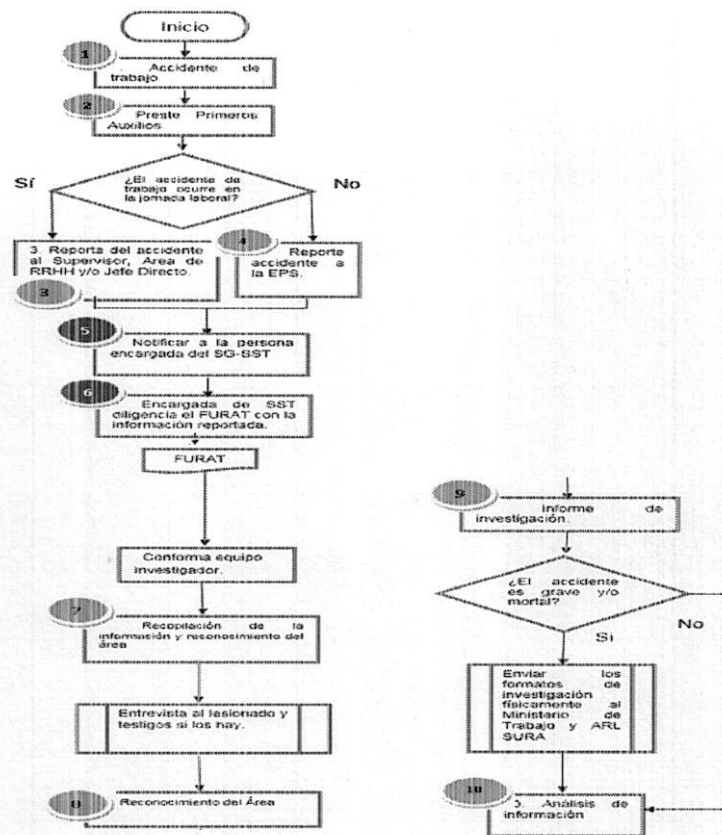 Inicio
1
Accidente de
trabajo
2
Preste Primeros
Auxilios
¿El accidente de
trabajo ocurre en
la jornada laboral?
Sí
No
3. Reporta del accidente
al Supervisor, Area de
RRHH y/o Jefe Directo.
3
4
Reporte
accidente a
la EPS.
5
Notificar a la persona
encargada del SG-SST
6
Encargada de SST
diligencia el FURAT con la
información reportada.
FURAT
Conforma equipo
investigador.
7
Recopilación de la
información y reconocimiento del
área
Entrevista al lesionado y
testigos si los hay.
8
Reconocimiento del Área
9
Informe de
investigación.
¿El accidente
es grave y/o
mortal?
No
Si
Enviar los
formatos de
investigación
físicamente al
Ministerio de
Trabajo y ARL
SURA
10
0. Análisis de
información